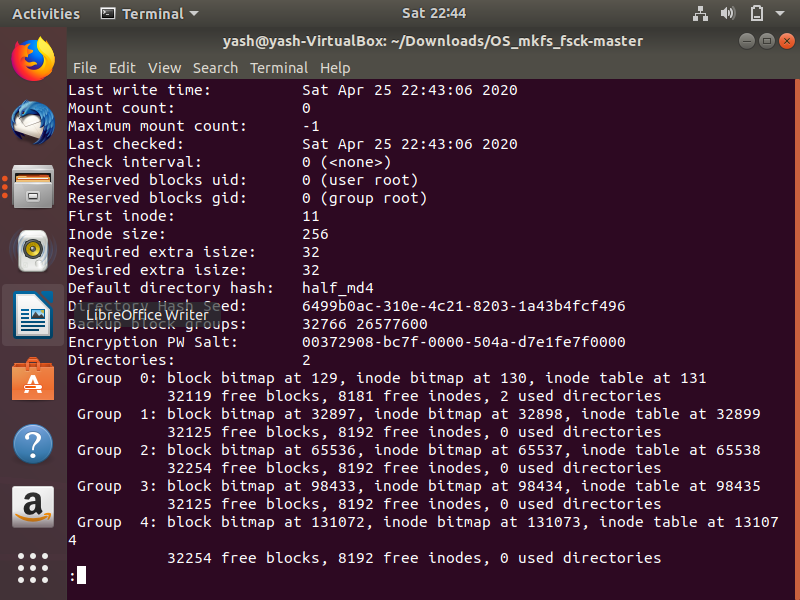 Activities Terminal Sat 22:44
yash@yash-VirtualBox: ~/Downloads/OS_mkfs_fsck-master
File Edit View Search Terminal Help
Last write time: Sat Apr 25 22:43:06 2020
Mount count: 0
Maximum mount count: -1
Last checked: Sat Apr 25 22:43:06 2020
Check interval: 0 (<none>)
Reserved blocks uid: 0 (user root)
Reserved blocks gid: 0 (group root)
First inode: 11
Inode size: 256
Required extra isize: 32
Desired extra isize: 32
Default directory hash: half_md4
Directory Hash Seed: 6499b0ac-310e-4c21-8203-1a43b4fcf496
LibreOffice Writer
Backup block groups: 32766 26577600
Encryption PW Salt: 00372908-bc7f-0000-504a-d7e1fe7f0000
Directories: 2
Group 0: block bitmap at 129, inode bitmap at 130, inode table at 131
32119 free blocks, 8181 free inodes, 2 used directories
Group 1: block bitmap at 32897, inode bitmap at 32898, inode table at 32899
32125 free blocks, 8192 free inodes, 0 used directories
Group 2: block bitmap at 65536, inode bitmap at 65537, inode table at 65538
32254 free blocks, 8192 free inodes, 0 used directories
Group 3: block bitmap at 98433, inode bitmap at 98434, inode table at 98435
32125 free blocks, 8192 free inodes, 0 used directories
Group 4: block bitmap at 131072, inode bitmap at 131073, inode table at 13107
4
32254 free blocks, 8192 free inodes, 0 used directories
: